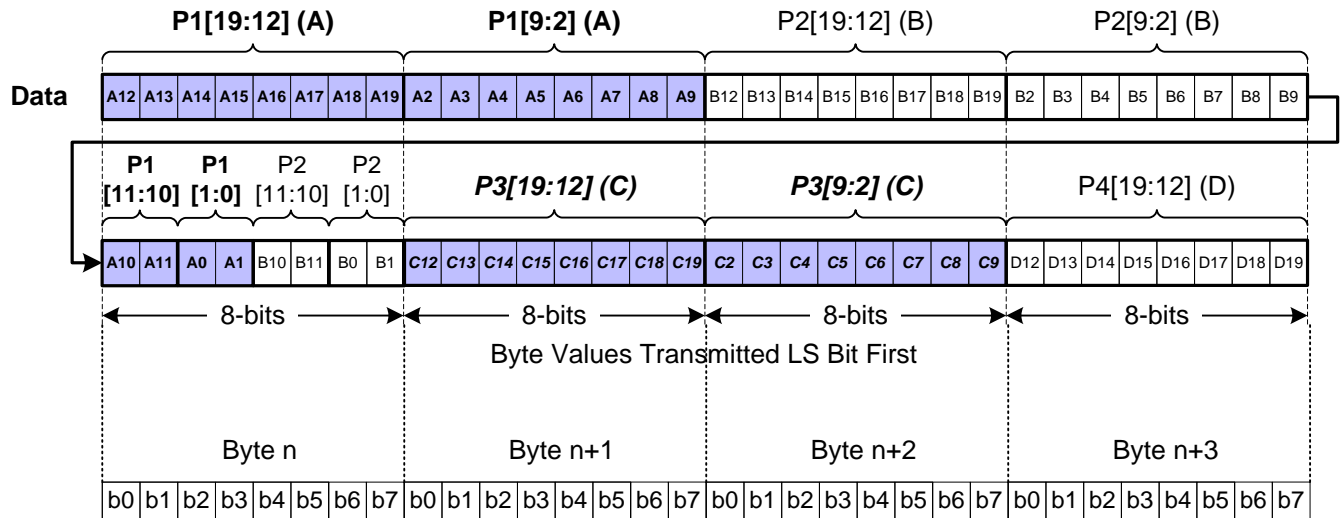 P1[19:12] (A) P1[9:2] (A) P2[19:12] (B) P2[9:2] (B)
Data A12 A13 A14 A15 A16 A17 A18 A19 A2 A3 A4 A5 A6 A7 A8 A9 B12 B13 B14 B15 B16 B17 B18 B19 B2 B3 B4 B5 B6 B7 B8 B9
P1 P1 P2 P2
[11:10] [1:0] [11:10] [1:0] P3[19:12] (C) P3[9:2] (C) P4[19:12] (D)
A10 A11 A0 A1 B10 B11 B0 B1 C12 C13 C14 C15 C16 C17 C18 C19 C2 C3 C4 C5 C6 C7 C8 C9 D12 D13 D14 D15 D16 D17 D18 D19
8-bits 8-bits 8-bits 8-bits
Byte Values Transmitted LS Bit First
Byte n Byte n+1 Byte n+2 Byte n+3
b0 b1 b2 b3 b4 b5 b6 b7 b0 b1 b2 b3 b4 b5 b6 b7 b0 b1 b2 b3 b4 b5 b6 b7 b0 b1 b2 b3 b4 b5 b6 b7